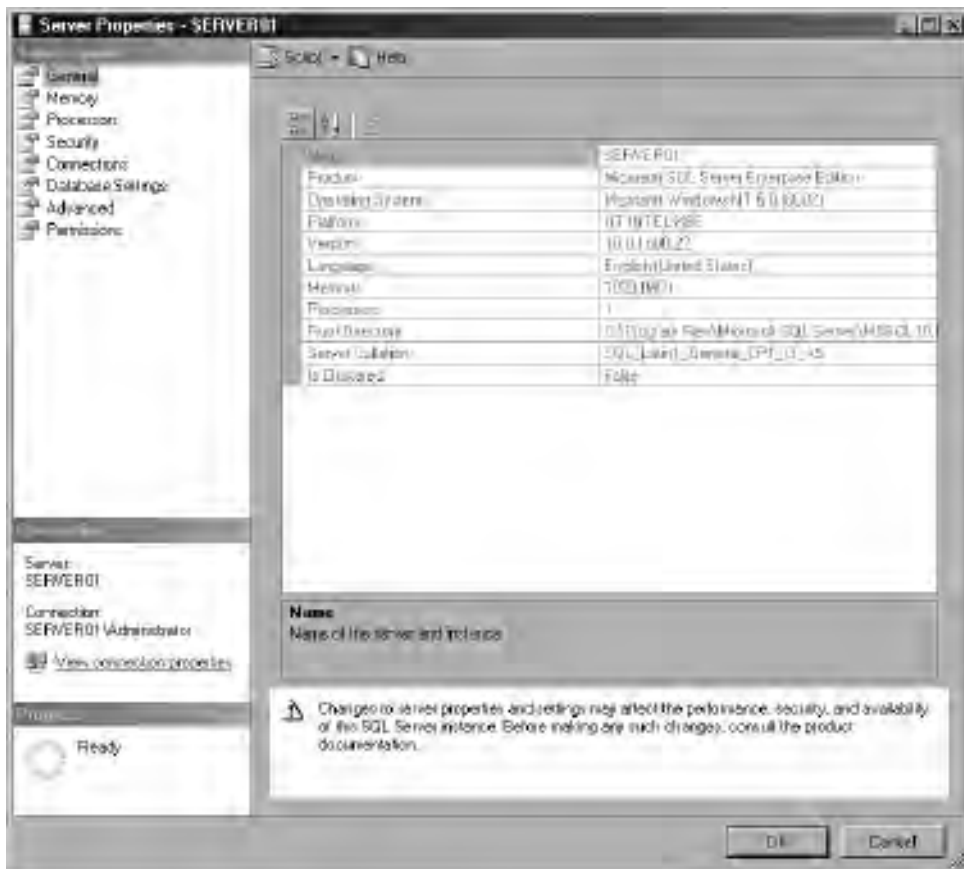 Server Properties - SERVER01
Script Help
General
Memory
Processors
Security
Connections
Database Settings
Advanced
Permissions
Name SERVER01
Product Microsoft SQL Server Enterprise Edition
Operating System Microsoft Windows NT 6.0 (6002)
Platform NT INTEL X86
Version 10.0.1600.22
Language English (United States)
Memory
Processors 1
Root Directory
Server Collation SQL_Latin1_General_CP1_CI_AS
Is Clustered False
Connection
Server:
SERVER01
Connection:
SERVER01\Administrator
View connection properties
Name
Name of the server and instance.
Progress
Ready
Changes to server properties and settings may affect the performance, security, and availability
of this SQL Server instance. Before making any such changes, consult the product
documentation.
OK Cancel